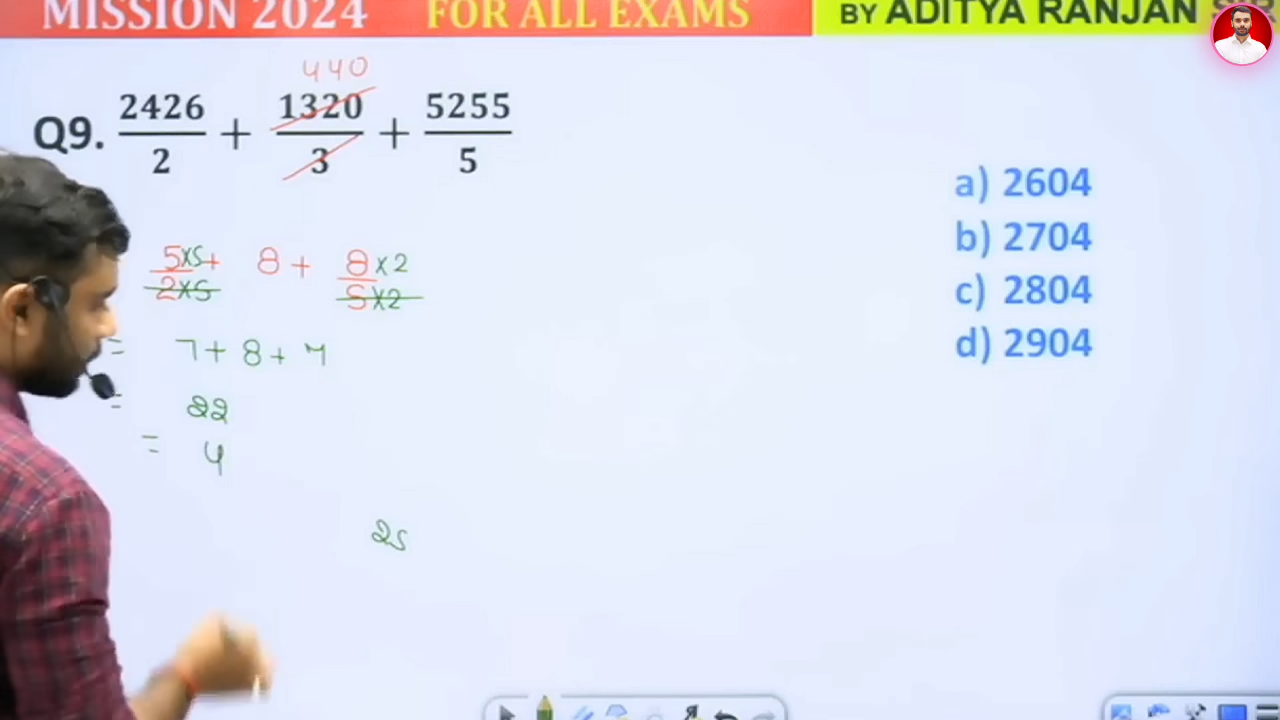 MISSION 2024 FOR ALL EXAMS BY ADITYA RANJAN
440
Q9. 2426/2 + 1320/3 + 5255/5
a) 2604
b) 2704
c) 2804
d) 2904
5×5/2×5 + 8 + 8×2/5×2
= 7 + 8 + 7
= 22
= 4
25